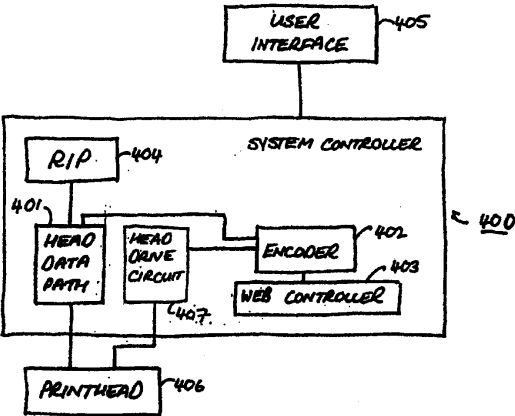 USER
INTERFACE
405
SYSTEM CONTROLLER
RIP
404
400
401
HEAD
DATA
PATH
HEAD
DRIVE
CIRCUIT
407
ENCODER
402
403
WEB CONTROLLER
PRINTHEAD
406